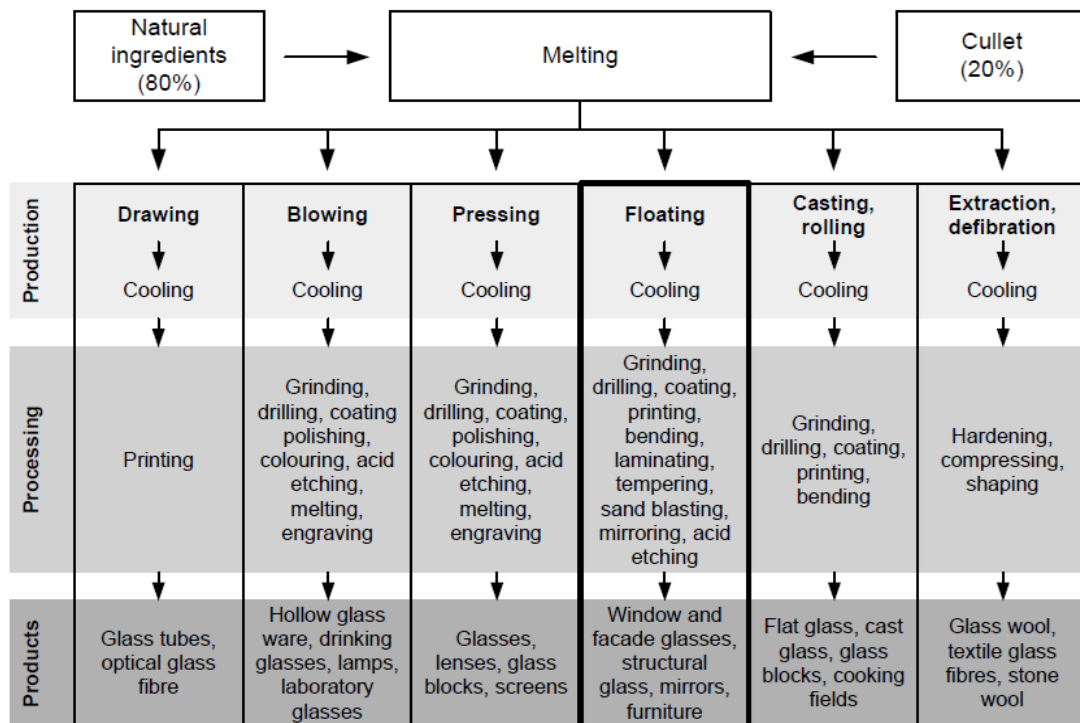 Natural
ingredients
(80%)
Melting
Cullet
(20%)
Production
Drawing
Cooling
Blowing
Cooling
Pressing
Cooling
Floating
Cooling
Casting,
rolling
Cooling
Extraction,
defibration
Cooling
Processing
Printing
Grinding,
drilling, coating
polishing,
colouring, acid
etching,
melting,
engraving
Grinding,
drilling, coating,
polishing,
colouring, acid
etching,
melting,
engraving
Grinding,
drilling, coating,
printing,
bending,
laminating,
tempering,
sand blasting,
mirroring, acid
etching
Grinding,
drilling, coating,
printing,
bending
Hardening,
compressing,
shaping
Products
Glass tubes,
optical glass
fibre
Hollow glass
ware, drinking
glasses, lamps,
laboratory
glasses
Glasses,
lenses, glass
blocks, screens
Window and
facade glasses,
structural
glass, mirrors,
furniture
Flat glass, cast
glass, glass
blocks, cooking
fields
Glass wool,
textile glass
fibres, stone
wool